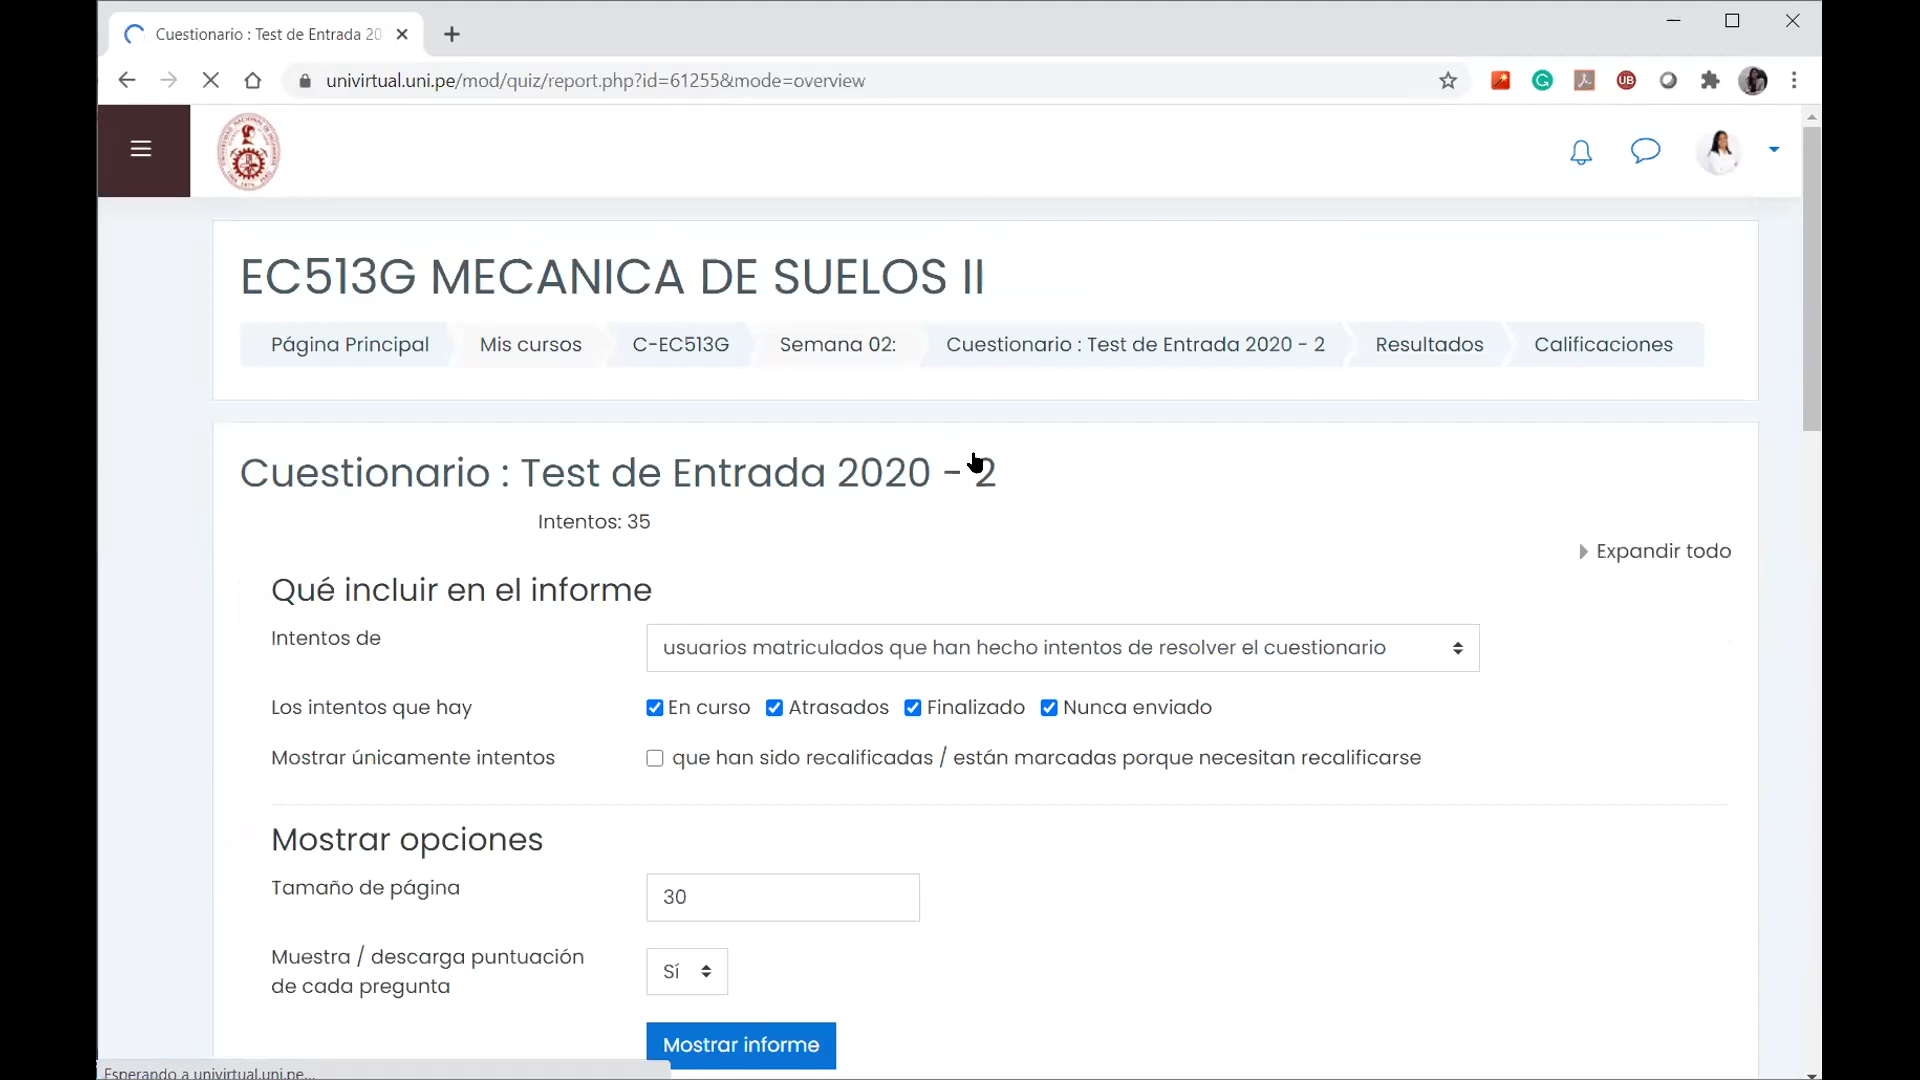 Cuestionario : Test de Entrada 20
univirtual.uni.pe/mod/quiz/report.php?id=61255&mode=overview
UB
EC513G MECANICA DE SUELOS II
Página Principal Mis cursos C-EC513G Semana 02: Cuestionario : Test de Entrada 2020 - 2 Resultados Calificaciones
Cuestionario : Test de Entrada 2020 - 2
Intentos: 35
Expandir todo
Qué incluir en el informe
Intentos de usuarios matriculados que han hecho intentos de resolver el cuestionario
Los intentos que hay En curso Atrasados Finalizado Nunca enviado
Mostrar únicamente intentos que han sido recalificadas / están marcadas porque necesitan recalificarse
Mostrar opciones
Tamaño de página 30
Muestra / descarga puntuación
de cada pregunta
Sí
Mostrar informe
Esperando a univirtual.uni.pe...